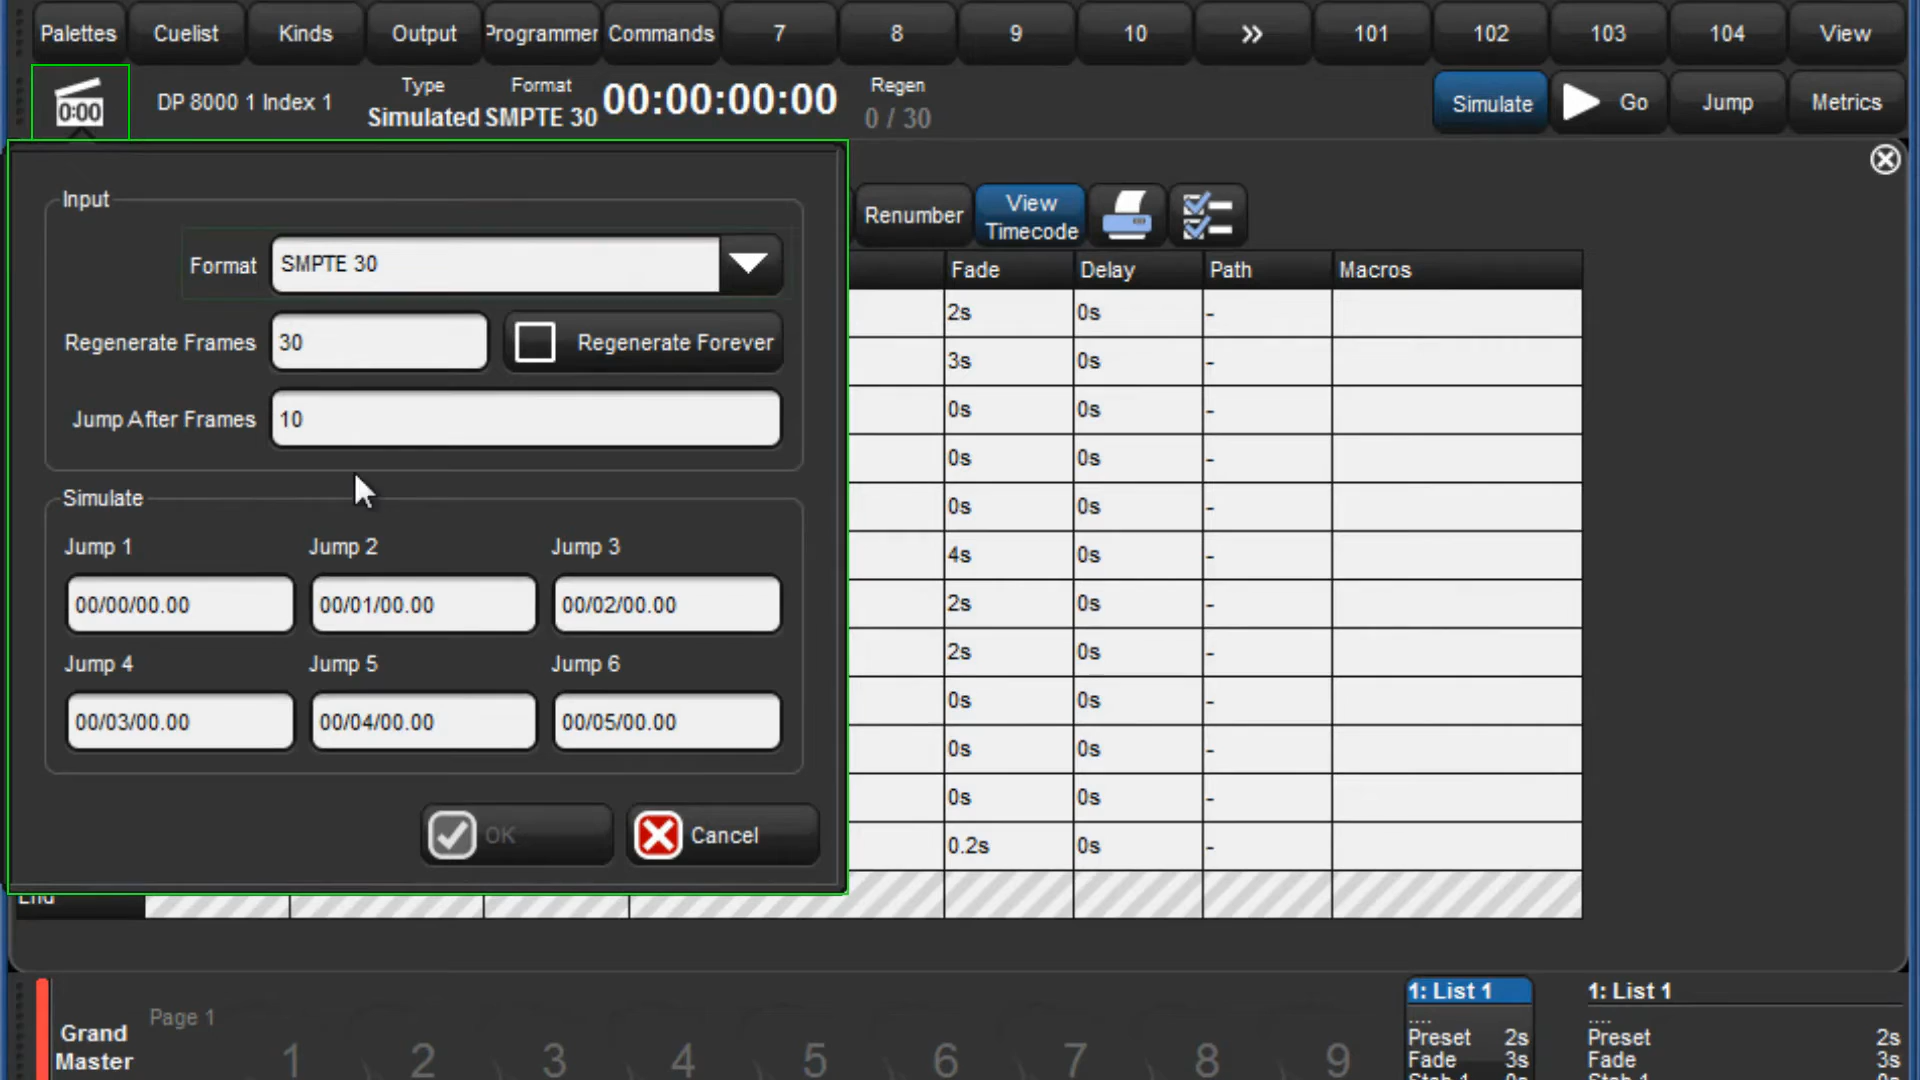 Palettes Cuelist Kinds Output Programmer Commands 7 8 9 10 101 102 103 104 View
0:00 DP 8000 1 Index 1 Type Format 00:00:00:00 Regen Simulate Go Jump Metrics
Simulated SMPTE 30 0 / 30
Input
Renumber View
Timecode
Format SMPTE 30
Fade Delay Path Macros
2s 0s -
Regenerate Frames 30 Regenerate Forever
3s 0s -
Jump After Frames 10
0s 0s -
0s 0s -
Simulate
0s 0s -
Jump 1 Jump 2 Jump 3
4s 0s -
00/00/00.00 00/01/00.00 00/02/00.00
2s 0s -
Jump 4 Jump 5 Jump 6
2s 0s -
00/03/00.00 00/04/00.00 00/05/00.00
0s 0s -
0s 0s -
0s 0s -
OK Cancel
0.2s 0s -
End
Grand
Master
Page 1
1 2 3 4 5 6 7 8 9
1: List 1
....
Preset 2s
Fade 3s
1: List 1
....
Preset 2s
Fade 3s